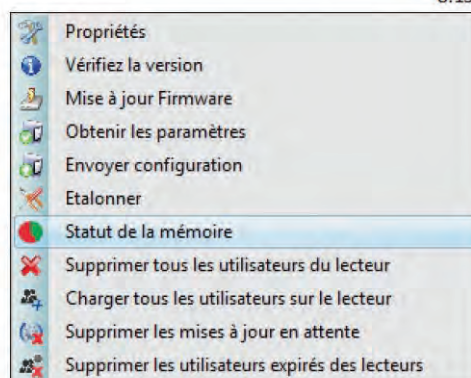 Propriétés
Vérifiez la version
Mise à jour Firmware
Obtenir les paramètres
Envoyer configuration
Etalonner
Statut de la mémoire
Supprimer tous les utilisateurs du lecteur
Charger tous les utilisateurs sur le lecteur
Supprimer les mises à jour en attente
Supprimer les utilisateurs expirés des lecteurs